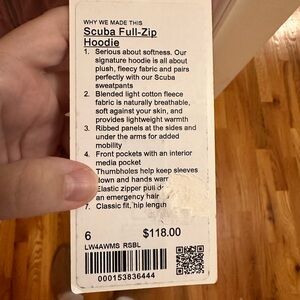 WHY WE MADE THIS
Scuba Full-Zip
Hoodie
1. Serious about softness. Our
signature hoodie is all about
plush, fleecy fabric and pairs
perfectly with our Scuba
sweatpants
2. Blended light cotton fleece
fabric is naturally breathable,
soft against your skin, and
provides lightweight warmth
3. Ribbed panels at the sides and
under the arms for added
mobility
4. Front pockets with an interior
media pocket
Thumbholes help keep sleeves
down and hands warm
Elastic zipper pull
an emergency hair
7. Classic fit, hip length
6 $118.00
LW4AWMS RSBL
000153836444